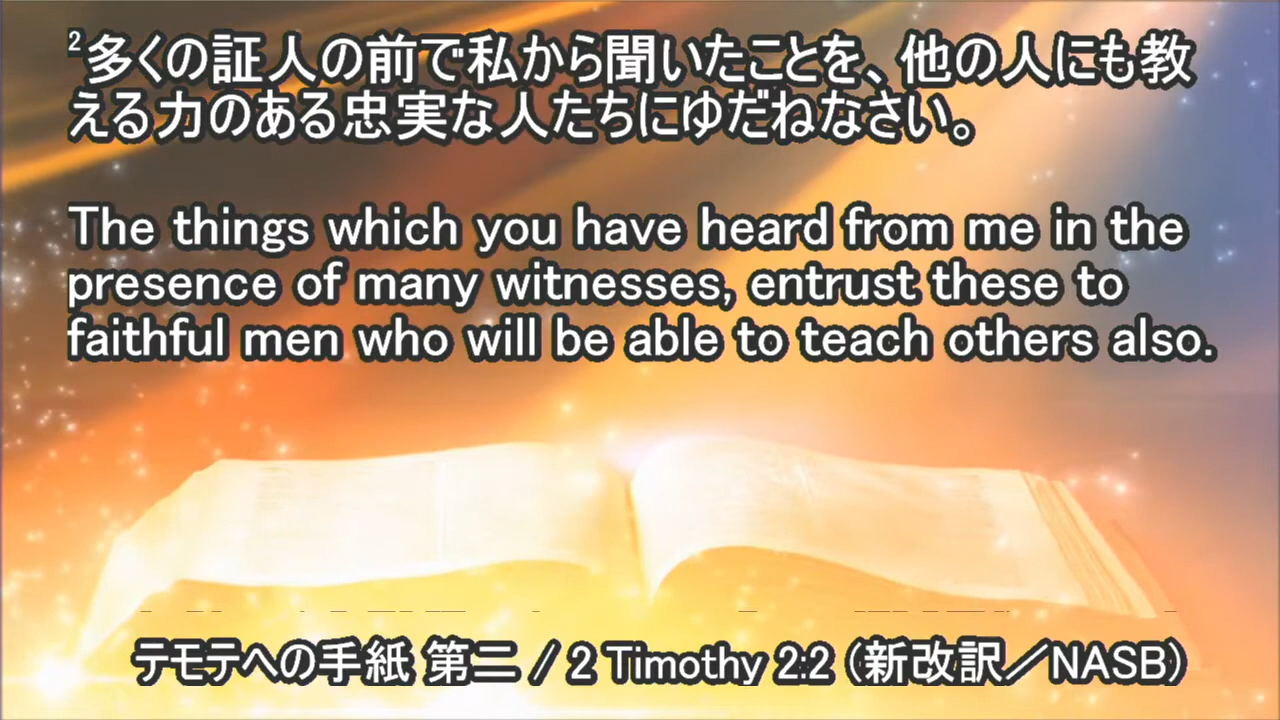 2多くの証人の前で私から聞いたことを、他の人にも教
える力のある忠実な人たちにゆだねなさい。
The things which you have heard from me in the
presence of many witnesses, entrust these to
faithful men who will be able to teach others also.
テモテへの手紙 第二 / 2 Timothy 2:2 (新改訳／NASB)